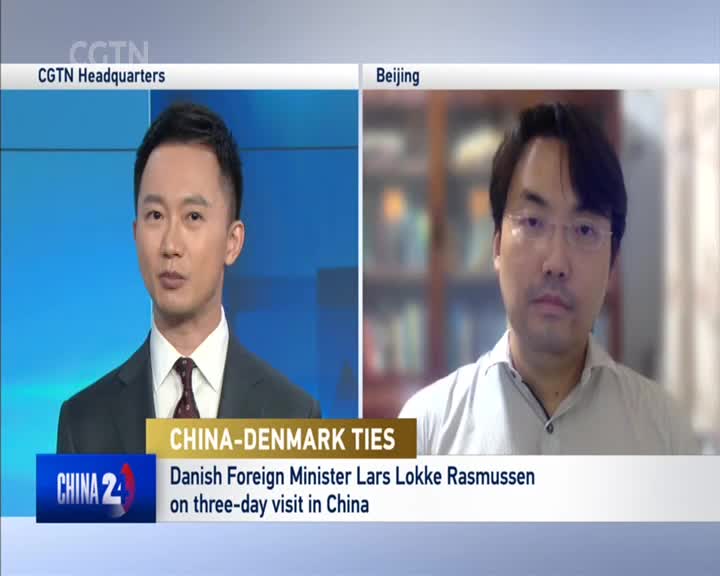 CGTN
CGTN Headquarters
Beijing
CHINA-DENMARK TIES
Danish Foreign Minister Lars Lokke Rasmussen
on three-day visit in China
CHINA 24